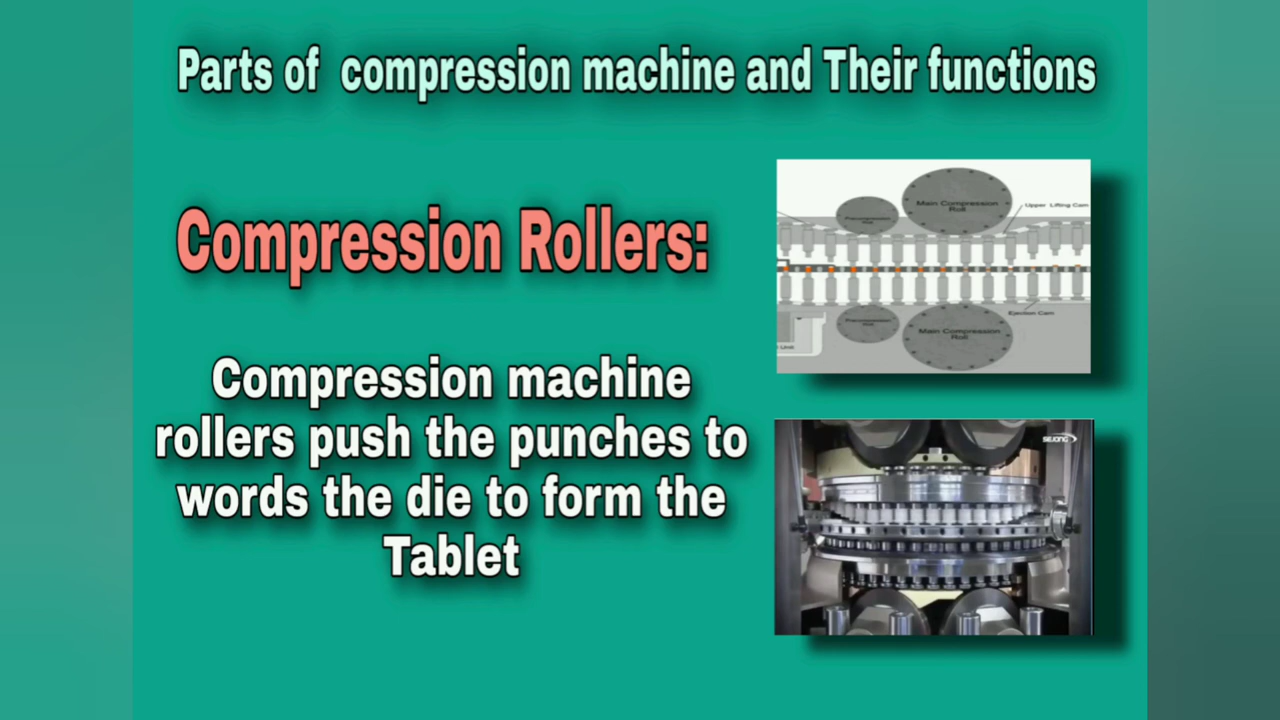 Parts of compression machine and Their functions
Compression Rollers:
Compression machine
rollers push the punches to
words the die to form the
Tablet
Main Compression
Roll
Precompression
Roll
Upper Lifting Cam
Precompression
Roll
Main Compression
Roll
Ejection Cam
Unit
SEJONG